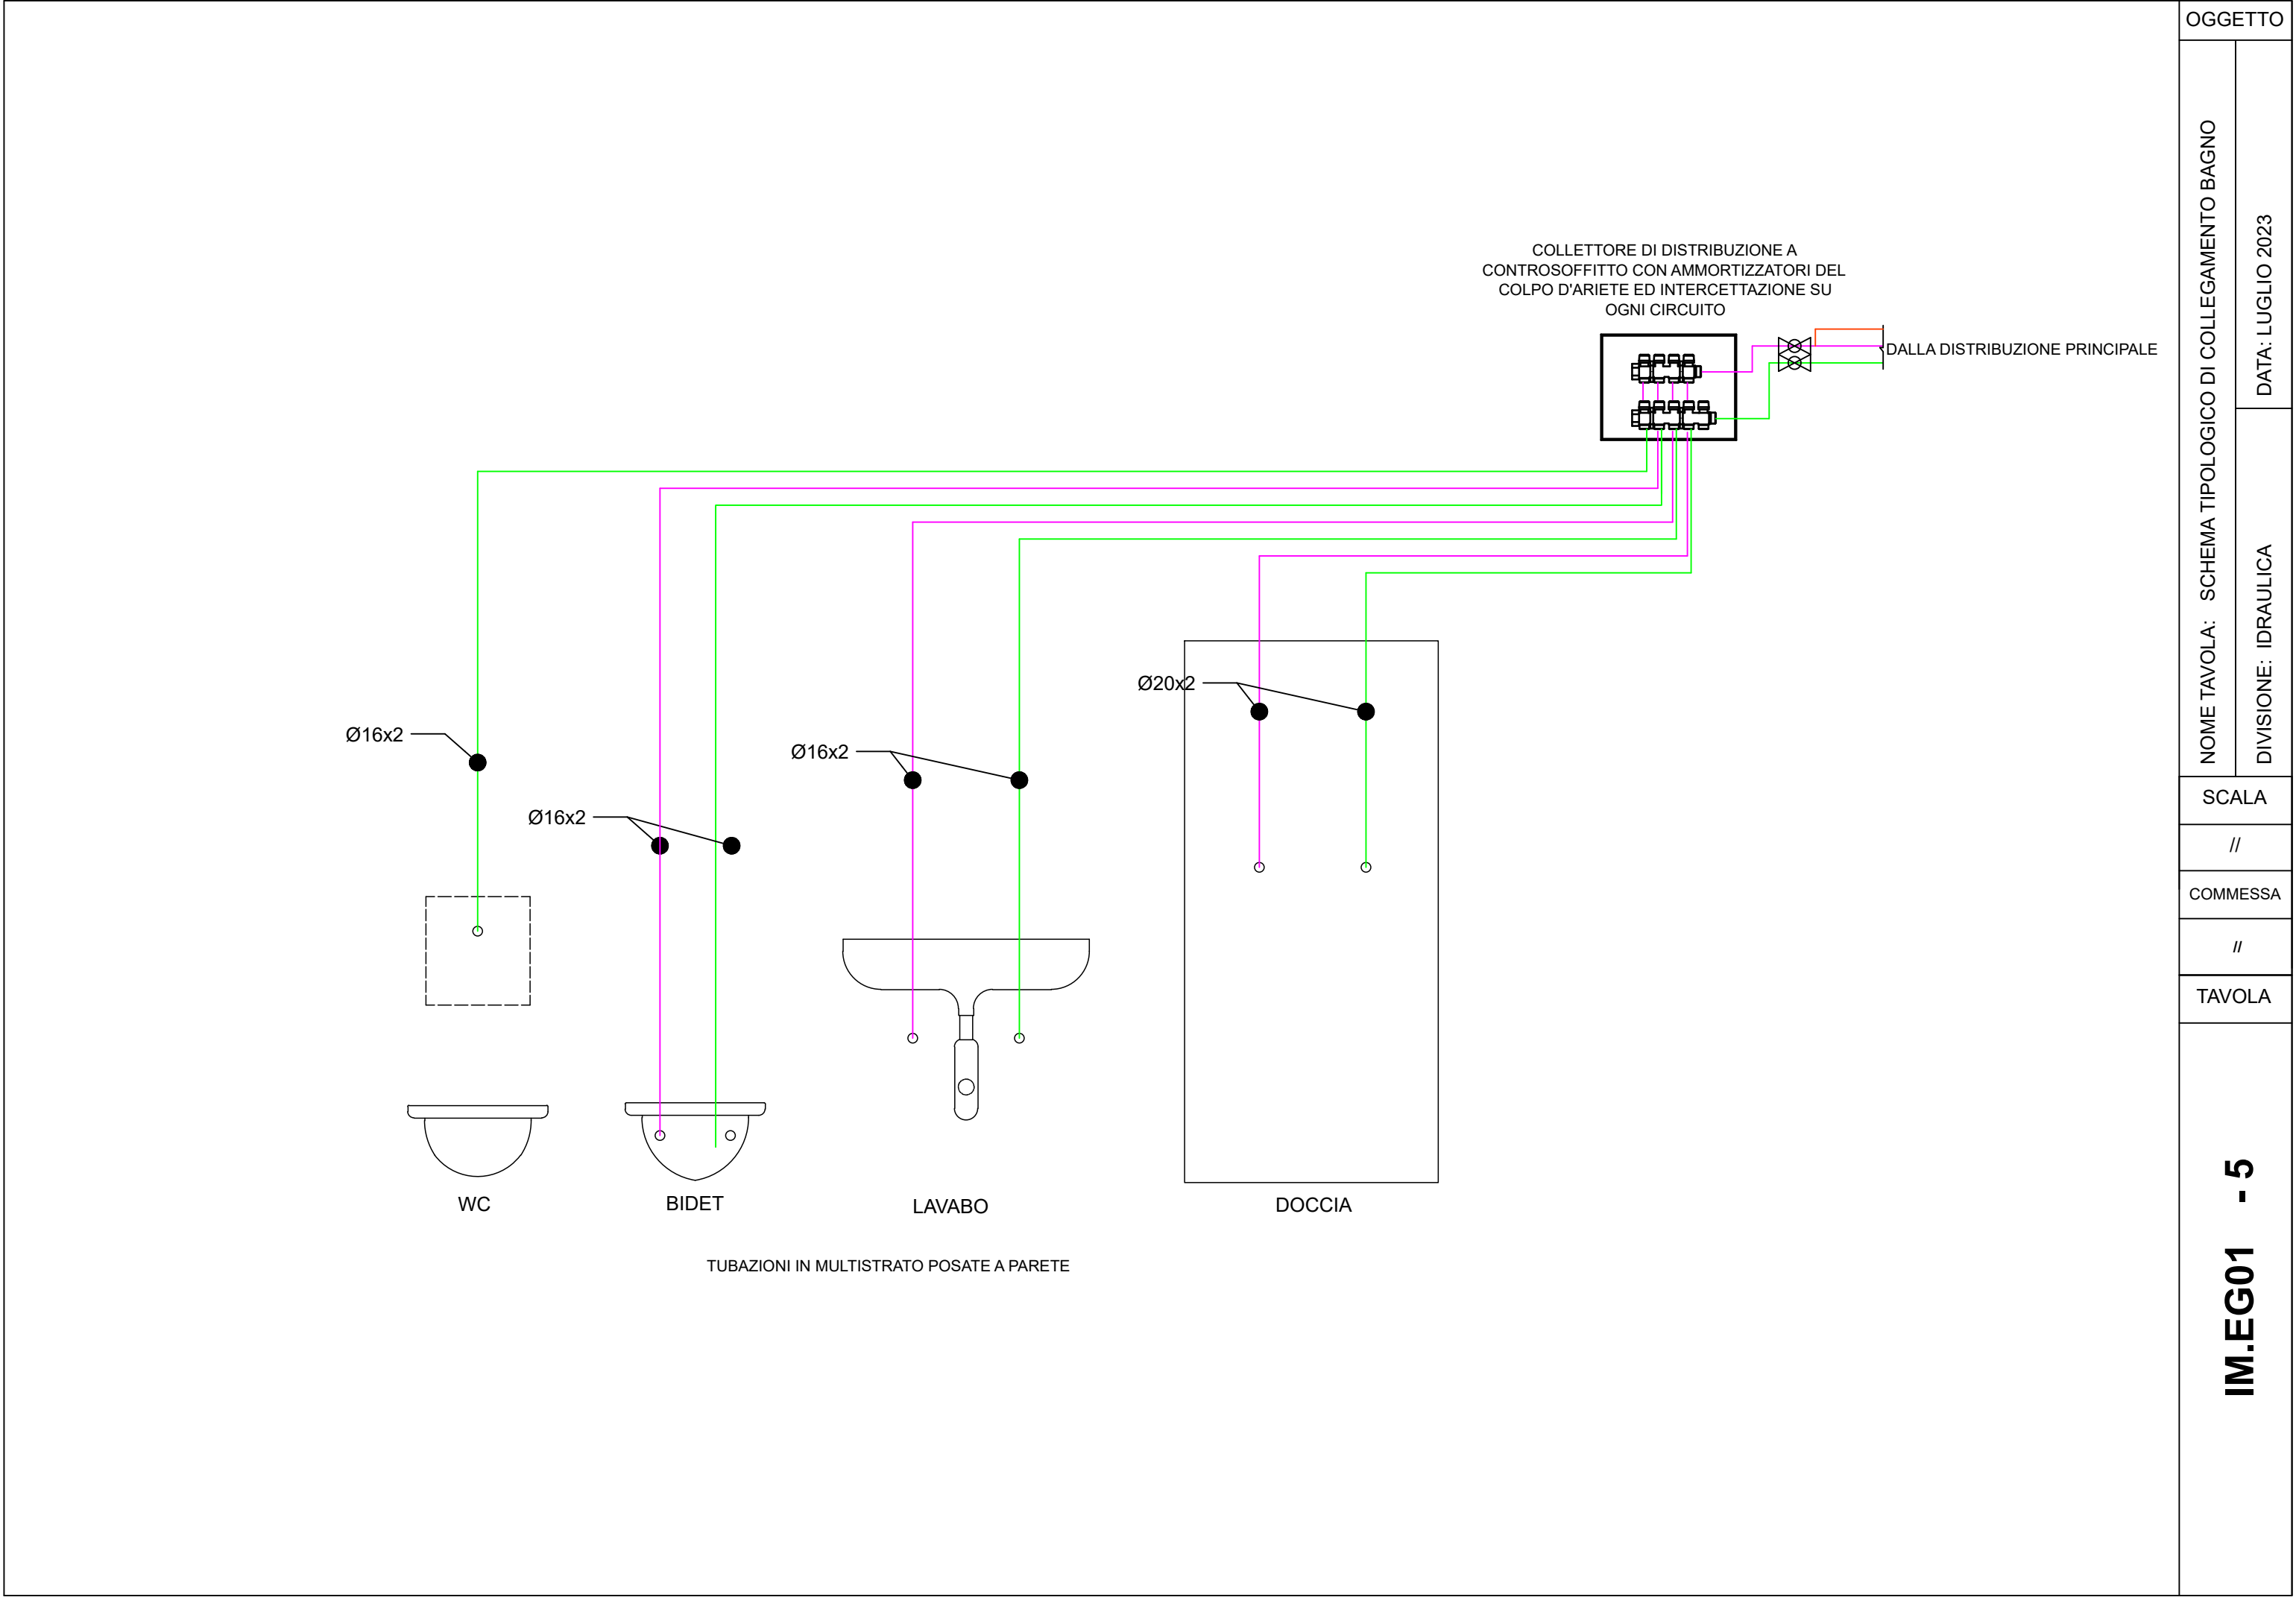 OGGETTO
NOME TAVOLA: SCHEMA TIPOLOGICO DI COLLEGAMENTO BAGNO
DATA: LUGLIO 2023
DIVISIONE: IDRAULICA
SCALA
//
COMMESSA
//
TAVOLA
IM.EG01 - 5
COLLETTORE DI DISTRIBUZIONE A
CONTROSOFFITTO CON AMMORTIZZATORI DEL
COLPO D'ARIETE ED INTERCETTAZIONE SU
OGNI CIRCUITO
DALLA DISTRIBUZIONE PRINCIPALE
Ø20x2
Ø16x2
Ø16x2
Ø16x2
WC
BIDET
LAVABO
DOCCIA
TUBAZIONI IN MULTISTRATO POSATE A PARETE